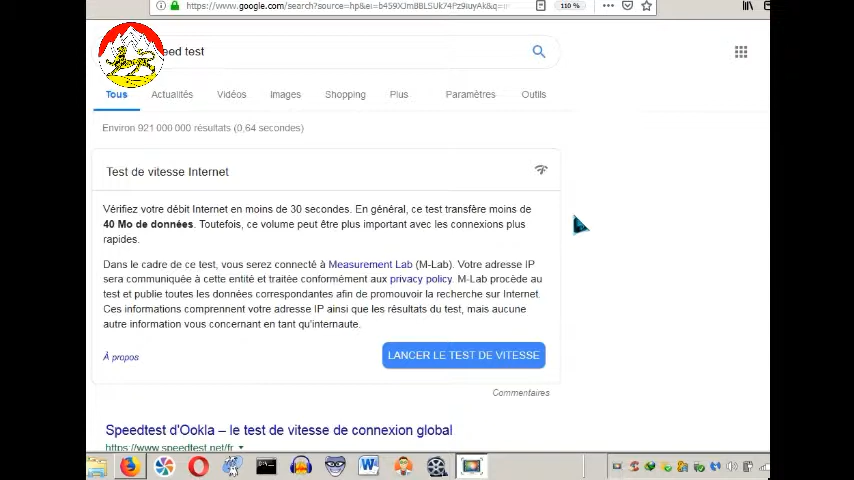 https://www.google.com/search?source=hp&ei=
110 %
eed test
Tous Actualités Vidéos Images Shopping Plus Paramètres Outils
Environ 921 000 000 résultats (0,64 secondes)
Test de vitesse Internet
Vérifiez votre débit Internet en moins de 30 secondes. En général, ce test transfère moins de
40 Mo de données. Toutefois, ce volume peut être plus important avec les connexions plus
rapides.
Dans le cadre de ce test, vous serez connecté à Measurement Lab (M-Lab). Votre adresse IP
sera communiquée à cette entité et traitée conformément aux privacy policy. M-Lab procède au
test et publie toutes les données correspondantes afin de promouvoir la recherche sur Internet.
Ces informations comprennent votre adresse IP ainsi que les résultats du test, mais aucune
autre information vous concernant en tant qu'internaute.
À propos
LANCER LE TEST DE VITESSE
Commentaires
Speedtest d'Ookla – le test de vitesse de connexion global
https://www.speedtest.net/fr